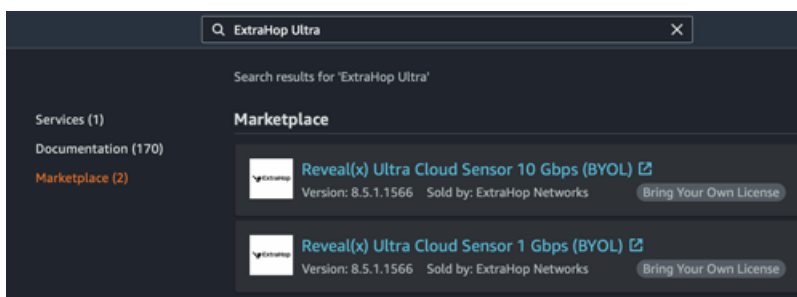 ExtraHop Ultra
Search results for 'ExtraHop Ultra'
Services (1)
Documentation (170)
Marketplace (2)
Marketplace
ExtraHop
Reveal(x) Ultra Cloud Sensor 10 Gbps (BYOL)
Version: 8.5.1.1566 Sold by: ExtraHop Networks Bring Your Own License
ExtraHop
Reveal(x) Ultra Cloud Sensor 1 Gbps (BYOL)
Version: 8.5.1.1566 Sold by: ExtraHop Networks Bring Your Own License